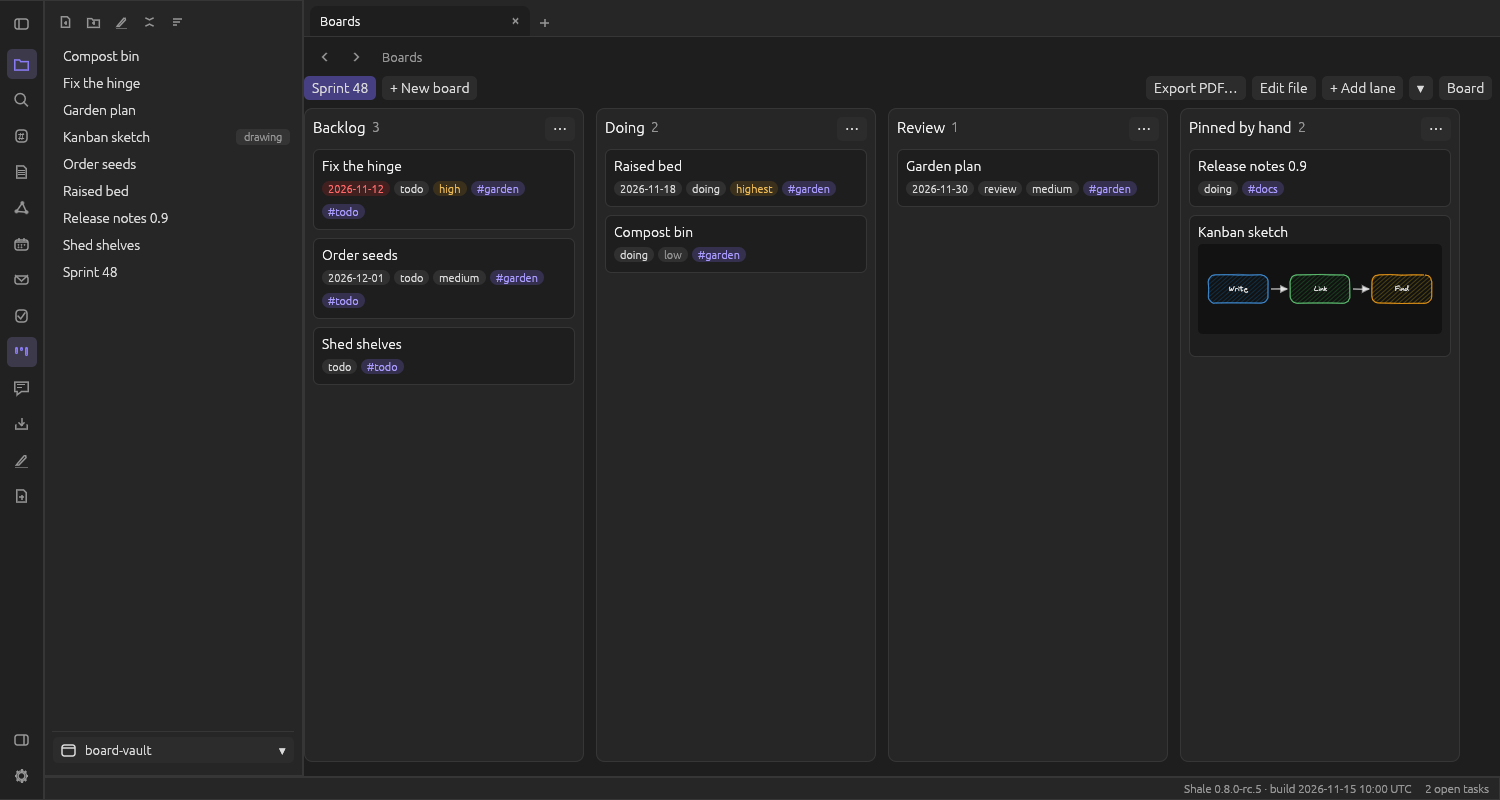 Boards
Boards
Sprint 48
+ New board
Export PDF…
Edit file
+ Add lane
Board
Compost bin
Fix the hinge
Garden plan
Kanban sketch
drawing
Order seeds
Raised bed
Release notes 0.9
Shed shelves
Sprint 48
board-vault
Backlog 3
Fix the hinge
2026-11-12 todo high #garden
#todo
Order seeds
2026-12-01 todo medium #garden
#todo
Shed shelves
todo #todo
Doing 2
Raised bed
2026-11-18 doing highest #garden
Compost bin
doing low #garden
Review 1
Garden plan
2026-11-30 review medium #garden
Pinned by hand 2
Release notes 0.9
doing #docs
Kanban sketch
Write
Link
Find
Shale 0.8.0-rc.5 · build 2026-11-15 10:00 UTC
2 open tasks